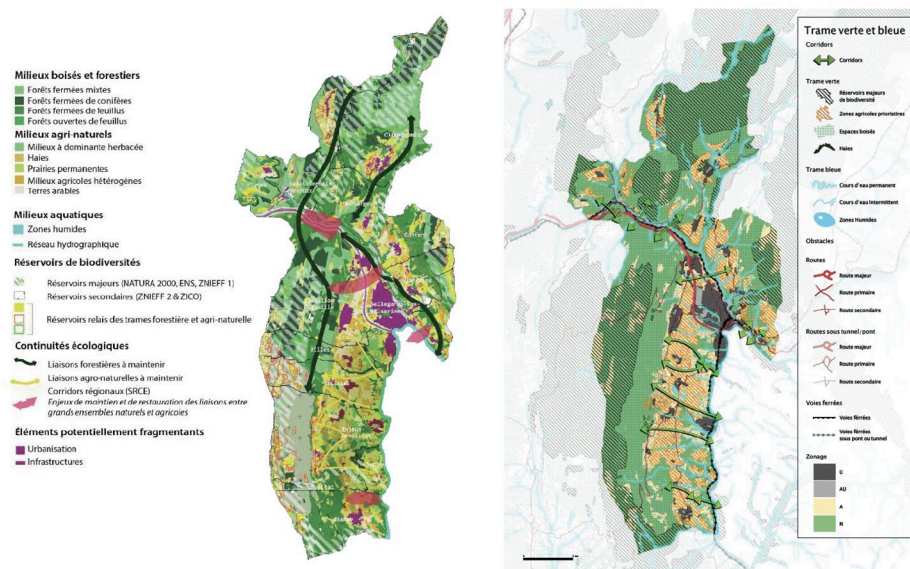 Milieux boisés et forestiers
Forêts fermées mixtes
Forêts fermées de conifères
Forêts fermées de feuillus
Forêts ouvertes de feuillus
Milieux agri-naturels
Milieu à dominante herbacée
Haies
Prairies permanentes
Milieux agricoles hétérogènes
Terres arables
Milieux aquatiques
Zones humides
Réseau hydrographique
Réservoirs de biodiversités
Réservoirs majeurs (NATURA 2000, ENS, ZNIEFF 1)
Réservoirs secondaires (ZNIEFF 2 & ZICO)
Réservoirs relais des trames forestière et agri-naturelle
Continuités écologiques
Liaisons forestières à maintenir
Liaisons agro-naturelles à maintenir
Corridors régionaux (SRCE)
Enjeux de maintien et de restauration des liaisons entre
grands ensembles naturels et agricoles
Éléments potentiellement fragmentants
Urbanisation
Infrastructures
Trame verte et bleue
Corridors
Corridors
Trame verte
Réservoirs majeurs
de biodiversité
Zones agricoles prioriatires
Espaces boisés
Haies
Trame bleue
Cours d'eau permanent
Cours d'eau Intermittent
Zones Humides
Obstacles
Routes
Route majeur
Route primaire
Route secondaire
Routes sous tunnel/pont
Route majeur
Route primaire
Route secondaire
Voies ferrées
Voies férrées
Voies férrées
sous pont ou tunnel
Zonage
U
AU
A
N